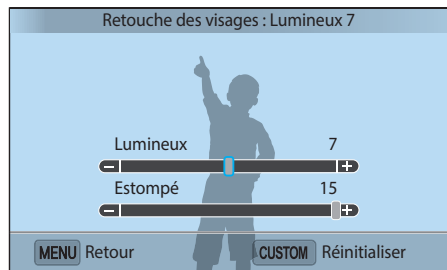 Retouche des visages : Lumineux 7
Lumineux 7
- +
Estompé 15
- +
MENU Retour CUSTOM Réinitialiser